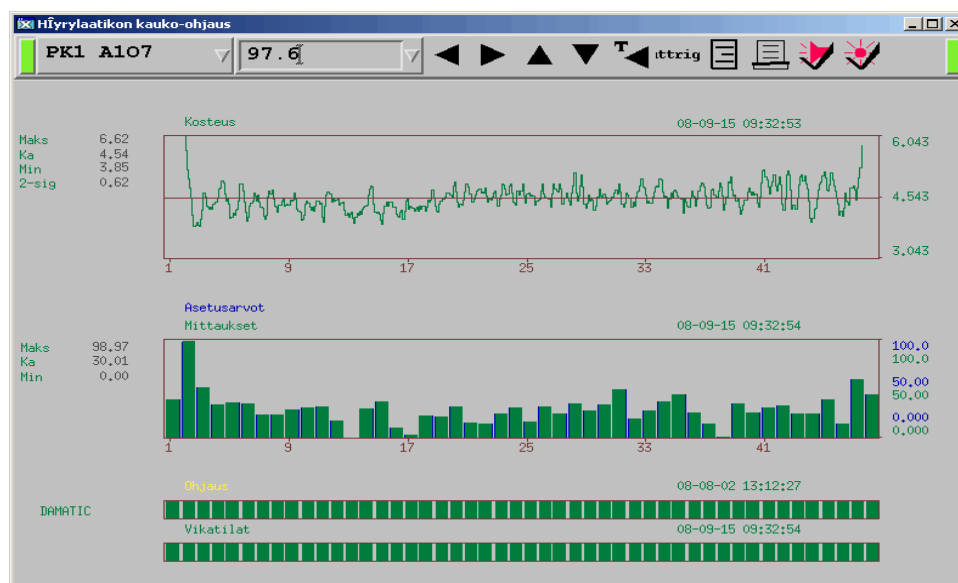 HÎyrylaatikon kauko-ohjaus
PK1 A107 97.6 T ıttrig
Kosteus 08-09-15 09:32:53
Maks 6,62
Ka 4,54
Min 3,85
2-sig 0,62
6,043
4,543
3,043
1 9 17 25 33 41
Asetusarvot
Mittaukset 08-09-15 09:32:54
Maks 98,97
Ka 30,01
Min 0,00
100,0
100,0
50,00
50,00
0,000
0,000
1 9 17 25 33 41
Ohjaus 08-08-02 13:12:27
DAMATIC
Vikatilat 08-09-15 09:32:54